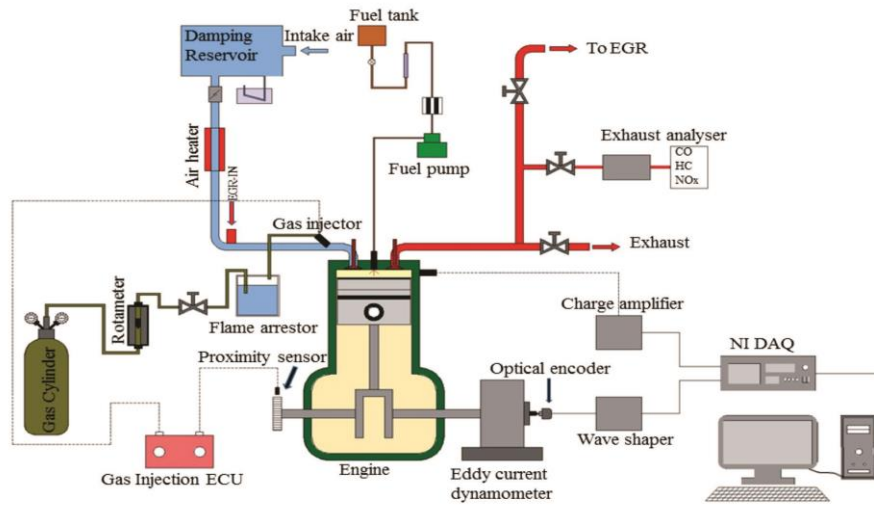 Fuel tank
Damping
Reservoir
Intake air
To EGR
Air heater
EGR-IN
Fuel pump
Exhaust analyser
CO
HC
NOx
Gas injector
Exhaust
Rotameter
Flame arrestor
Charge amplifier
Gas Cylinder
Proximity sensor
NI DAQ
Optical encoder
Wave shaper
Gas Injection ECU
Engine
Eddy current
dynamometer